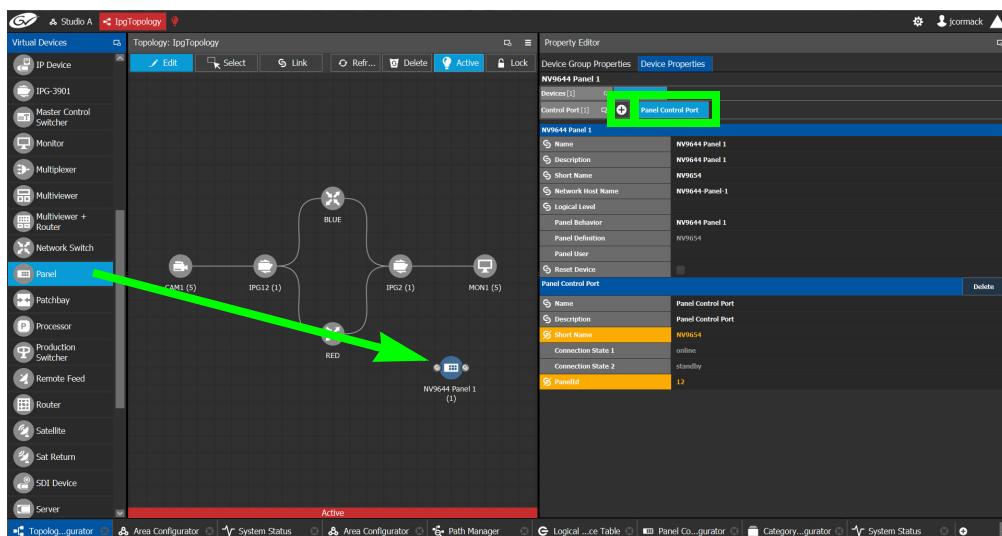 GV Studio A IpgTopology jcormack
Virtual Devices
IP Device
IPG-3901
Master Control
Switcher
Monitor
Multiplexer
Multiviewer
Multiviewer +
Router
Network Switch
Panel
Patchbay
Processor
Production
Switcher
Remote Feed
Router
Satellite
Sat Return
SDI Device
Server
Topology: IpgTopology
Edit Select Link Refr... Delete Active Lock
BLUE
CAM1 (5) IPG12 (1) IPG2 (1) MON1 (5)
RED
NV9644 Panel 1
(1)
Active
Property Editor
Device Group Properties Device Properties
NV9644 Panel 1
Devices [1]
Control Port [1] Panel Control Port
NV9644 Panel 1
Name NV9644 Panel 1
Description NV9644 Panel 1
Short Name NV9654
Network Host Name NV9644-Panel-1
Logical Level
Panel Behavior NV9644 Panel 1
Panel Definition NV9654
Panel User
Reset Device
Panel Control Port Delete
Name Panel Control Port
Description Panel Control Port
Short Name NV9654
Connection State 1 online
Connection State 2 standby
PanelId 12
Topolog...gurator Area Configurator System Status Area Configurator Path Manager Logical ...ce Table Panel Co...gurator Category...gurator System Status